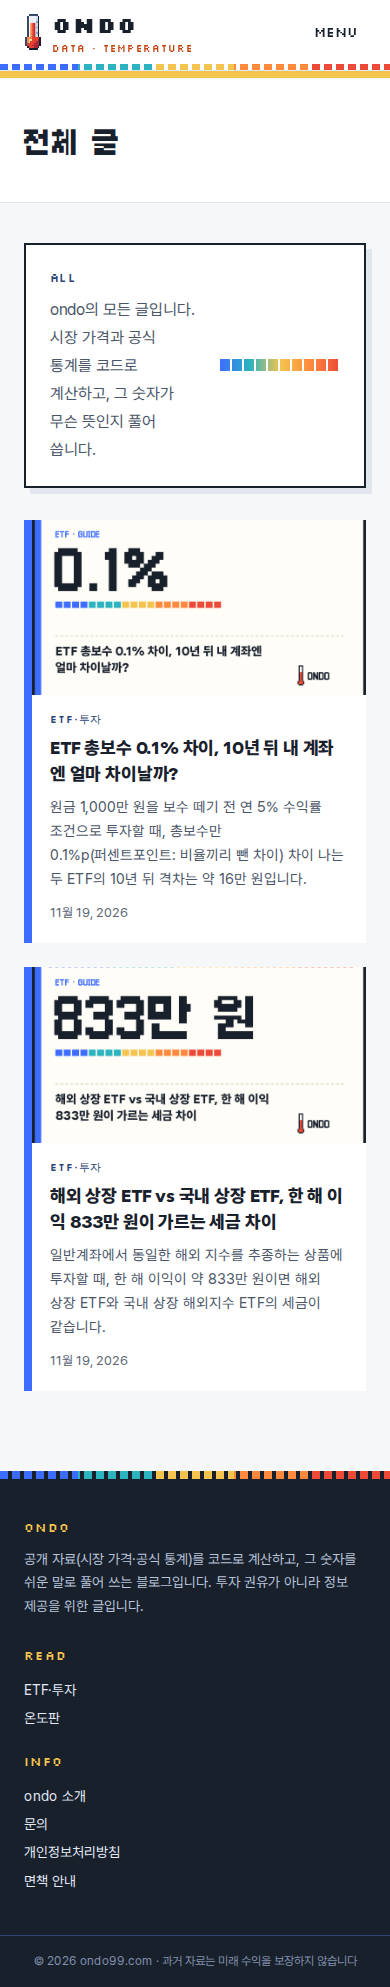 ONDO
DATA · TEMPERATURE
MENU
전체 글
ALL
ondo의 모든 글입니다.
시장 가격과 공식
통계를 코드로
계산하고, 그 숫자가
무슨 뜻인지 풀어
씁니다.
ETF · GUIDE
0.1%
ETF 총보수 0.1% 차이, 10년 뒤 내 계좌엔
얼마 차이날까?
ONDO
ETF·투자
ETF 총보수 0.1% 차이, 10년 뒤 내 계좌
엔 얼마 차이날까?
원금 1,000만 원을 보수 떼기 전 연 5% 수익률
조건으로 투자할 때, 총보수만
0.1%p(퍼센트포인트: 비율끼리 뺀 차이) 차이 나는
두 ETF의 10년 뒤 격차는 약 16만 원입니다.
11월 19, 2026
ETF · GUIDE
833만 원
해외 상장 ETF vs 국내 상장 ETF, 한 해 이익
833만 원이 가르는 세금 차이
ONDO
ETF·투자
해외 상장 ETF vs 국내 상장 ETF, 한 해 이
익 833만 원이 가르는 세금 차이
일반계좌에서 동일한 해외 지수를 추종하는 상품에
투자할 때, 한 해 이익이 약 833만 원이면 해외
상장 ETF와 국내 상장 해외지수 ETF의 세금이
같습니다.
11월 19, 2026
ONDO
공개 자료(시장 가격·공식 통계)를 코드로 계산하고, 그 숫자를
쉬운 말로 풀어 쓰는 블로그입니다. 투자 권유가 아니라 정보
제공을 위한 글입니다.
READ
ETF·투자
온도판
INFO
ondo 소개
문의
개인정보처리방침
면책 안내
© 2026 ondo99.com · 과거 자료는 미래 수익을 보장하지 않습니다